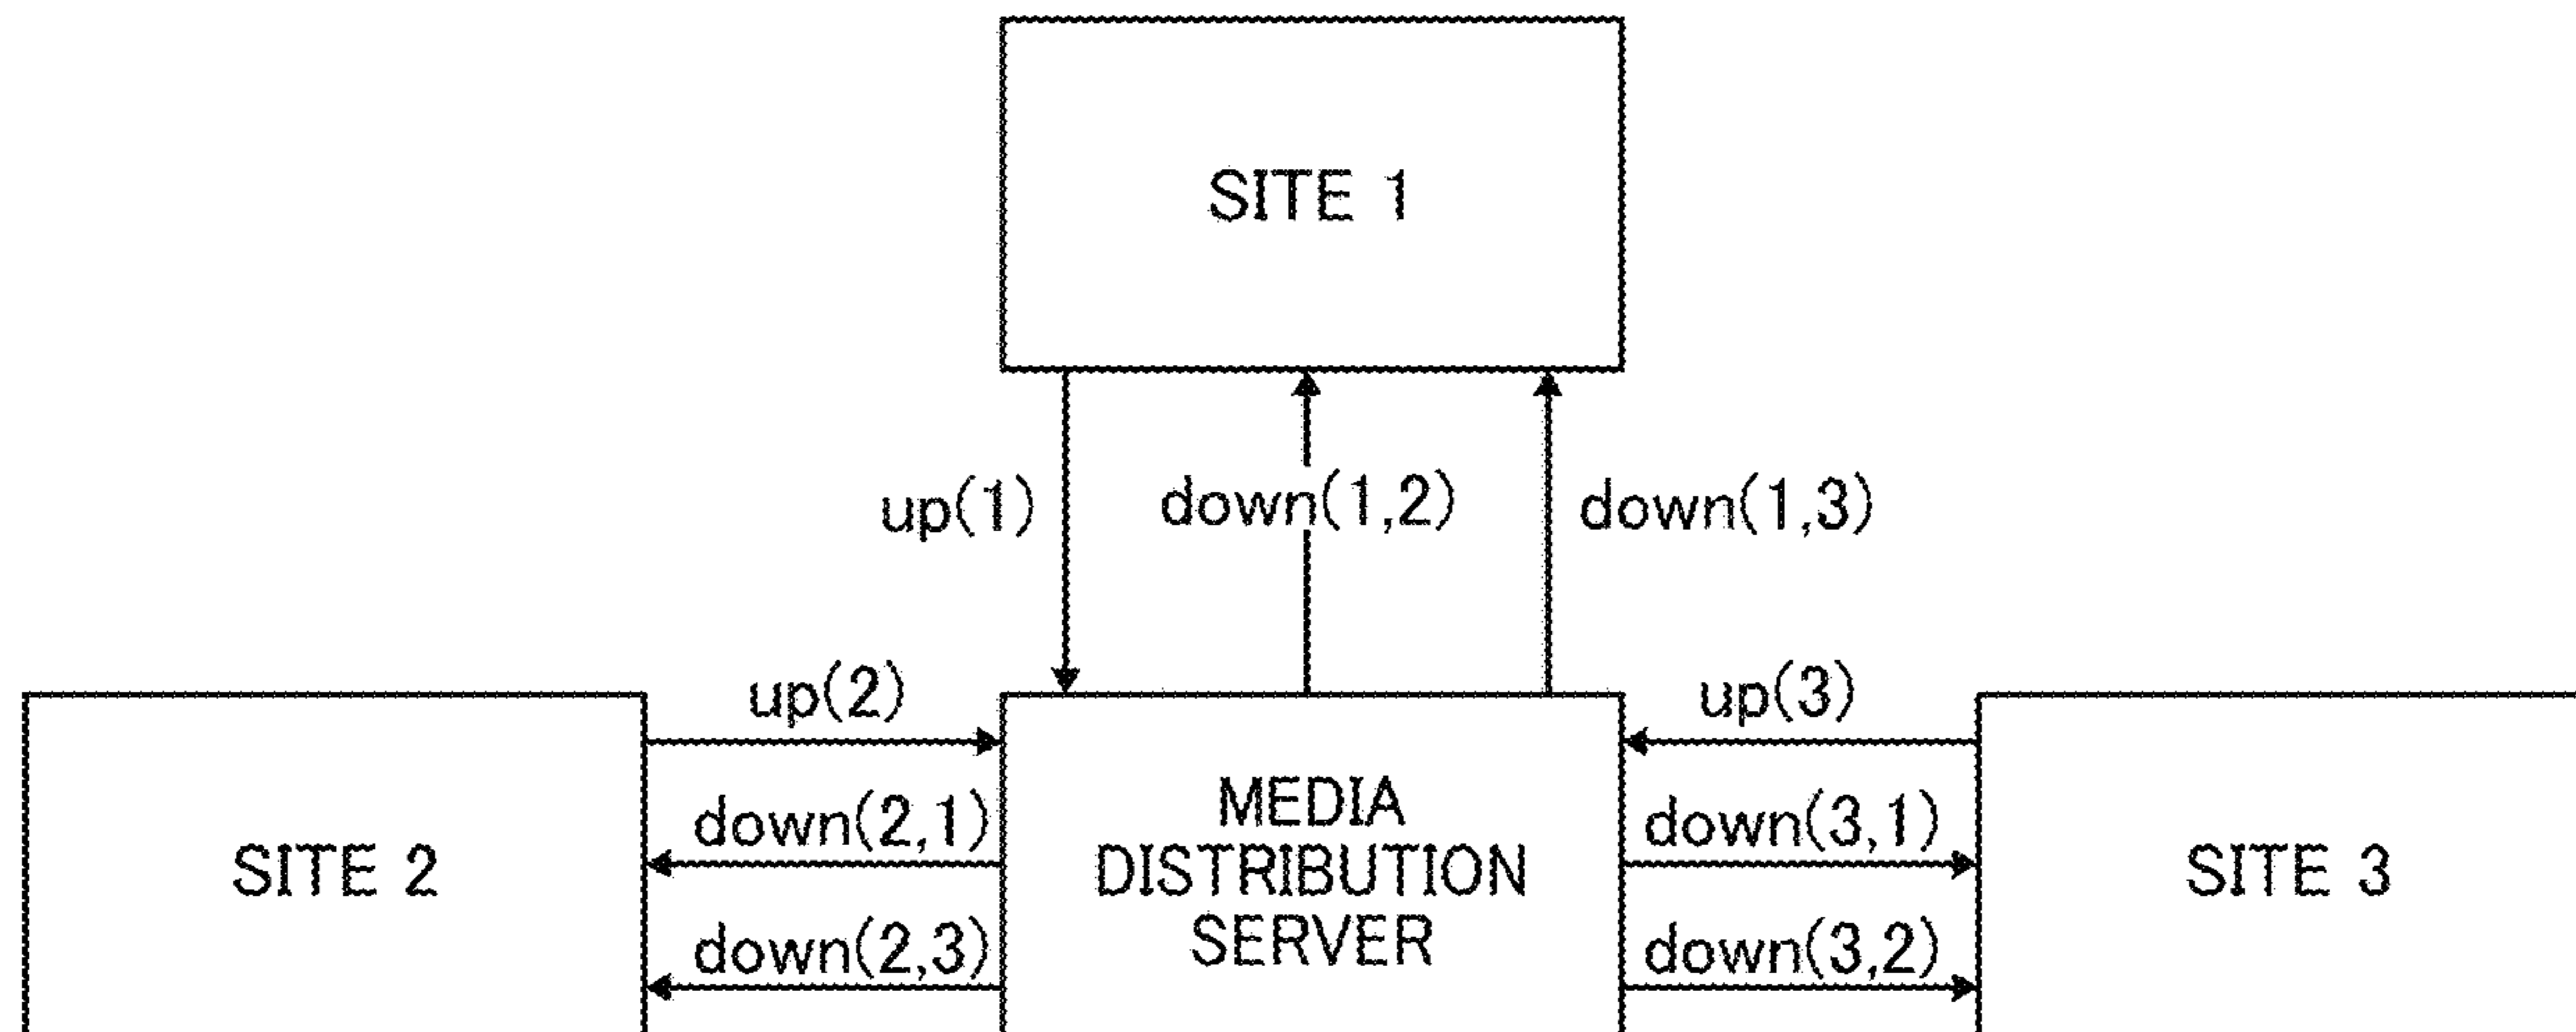 SITE 1
up(1)
down(1,2)
down(1,3)
up(2)
up(3)
down(2,1)
MEDIA
DISTRIBUTION
SERVER
down(3,1)
SITE 2
SITE 3
down(2,3)
down(3,2)